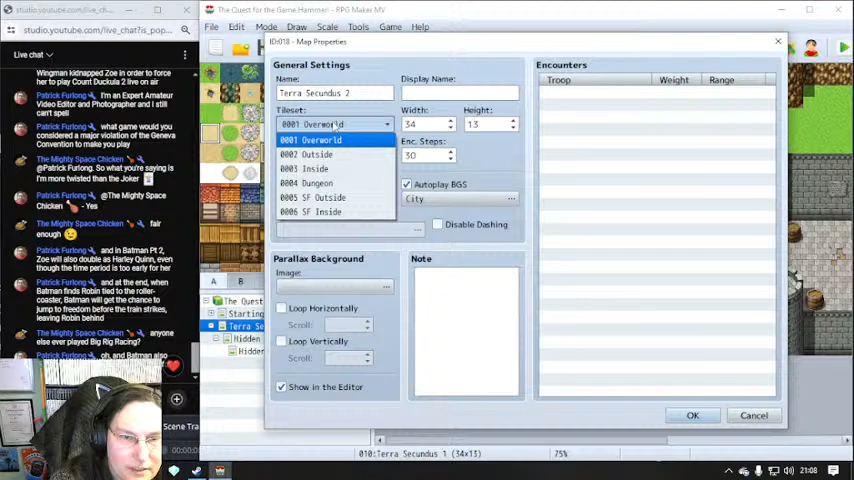 studio.youtube.com/live_chat?is_pop...
studio.youtube.com/live_chat?is_popo...
Live chat
Wingman kidnapped Zoe in order to force
her to play Count Duckula 2 live on air
Patrick Furlong I'm an Expert Amateur
Video Editor and Photographer and I still
can't spell
Patrick Furlong what game would you
considered a major violation of the Geneva
Convention to play?
The Mighty Space Chicken
@Patrick Furlong. So what you're saying is
I'm more twisted than the Joker
Patrick Furlong @The Mighty Space
Chicken - Yes
The Mighty Space Chicken fair
enough
Patrick Furlong and in Batman Pt 2,
Zoe will also double as Harley Quinn, even
though the time period is too early for her
Patrick Furlong and at the end, when
Batman finds Robin tied to the roller-
coaster, Batman will get the chance to
jump to freedom before the train strikes,
leaving Robin behind
The Mighty Space Chicken anyone
else ever played Big Rig Racing?
Patrick Furlong oh, and Batman also
Scene Tra
The Quest for the Game Hammer! - RPG Maker MV
File Edit Mode Draw Scale Tools Game Help
A B
The Quest
Starting
Terra Se
Hidden
Hidden
ID:018 - Map Properties
General Settings
Name:
Terra Secundus 2
Display Name:
Tileset:
0001 Overworld
Width:
34
Height:
13
0001 Overworld
0002 Outside
0003 Inside
0004 Dungeon
0005 SF Outside
0006 SF Inside
Enc. Steps:
30
Autoplay BGS
City
Disable Dashing
Parallax Background
Image:
Loop Horizontally
Scroll:
Loop Vertically
Scroll:
Show in the Editor
Note
Encounters
Troop Weight Range
OK Cancel
010:Terra Secundus 1 (34x13) 75%
21:08